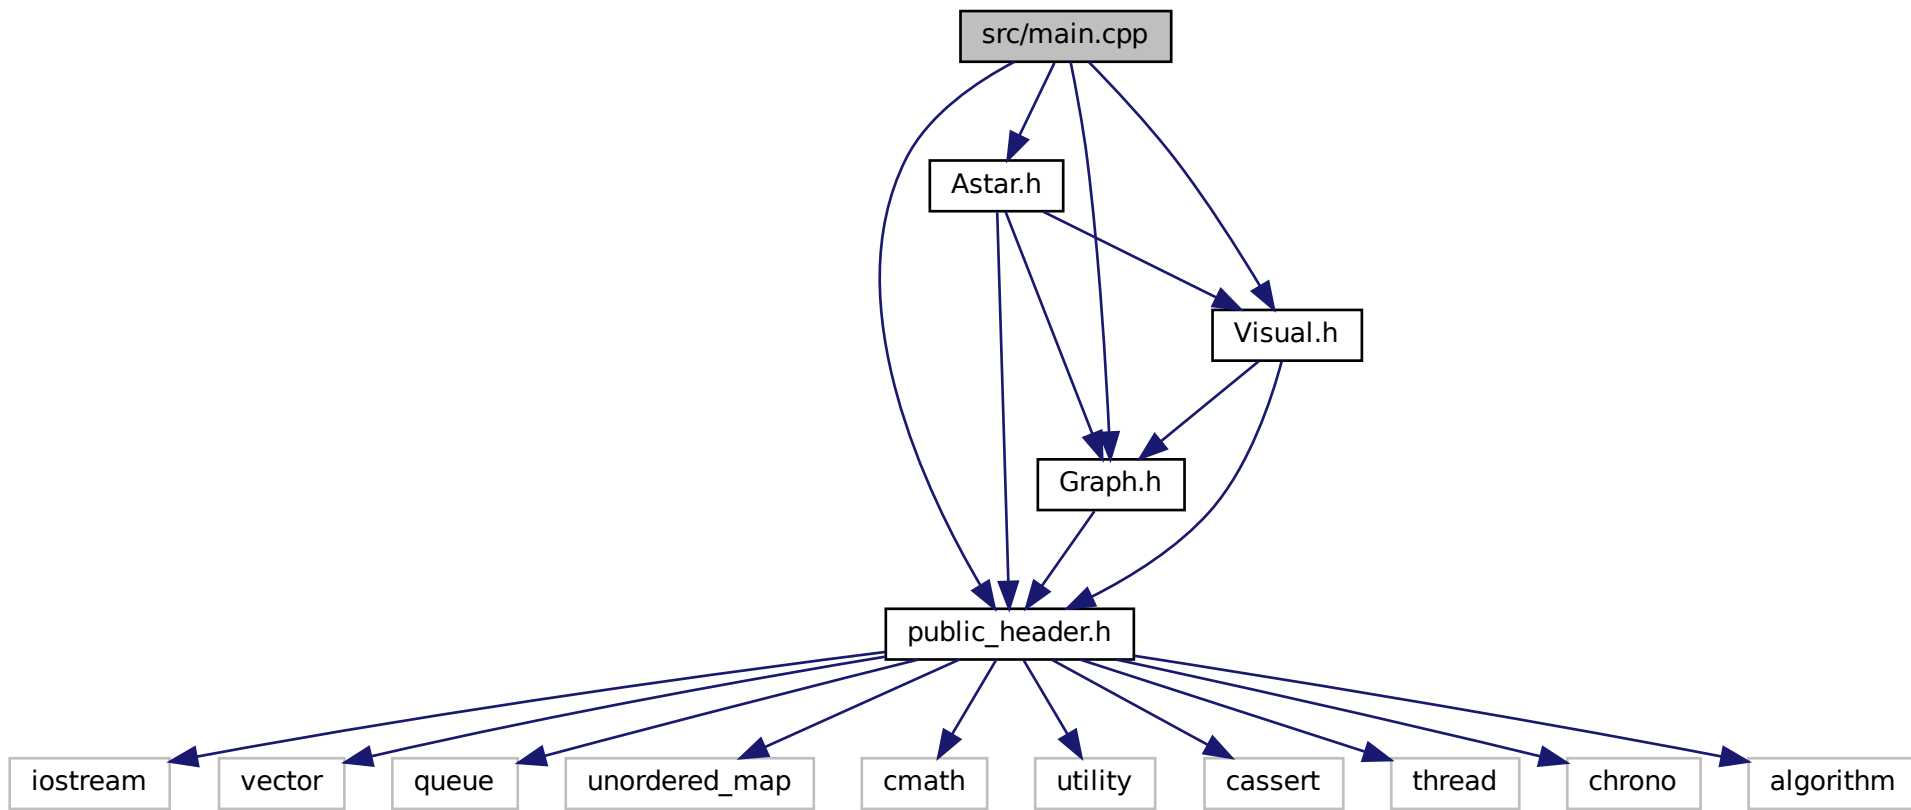 src/main.cpp
Astar.h
Visual.h
Graph.h
public_header.h
iostream
vector
queue
unordered_map
cmath
utility
cassert
thread
chrono
algorithm